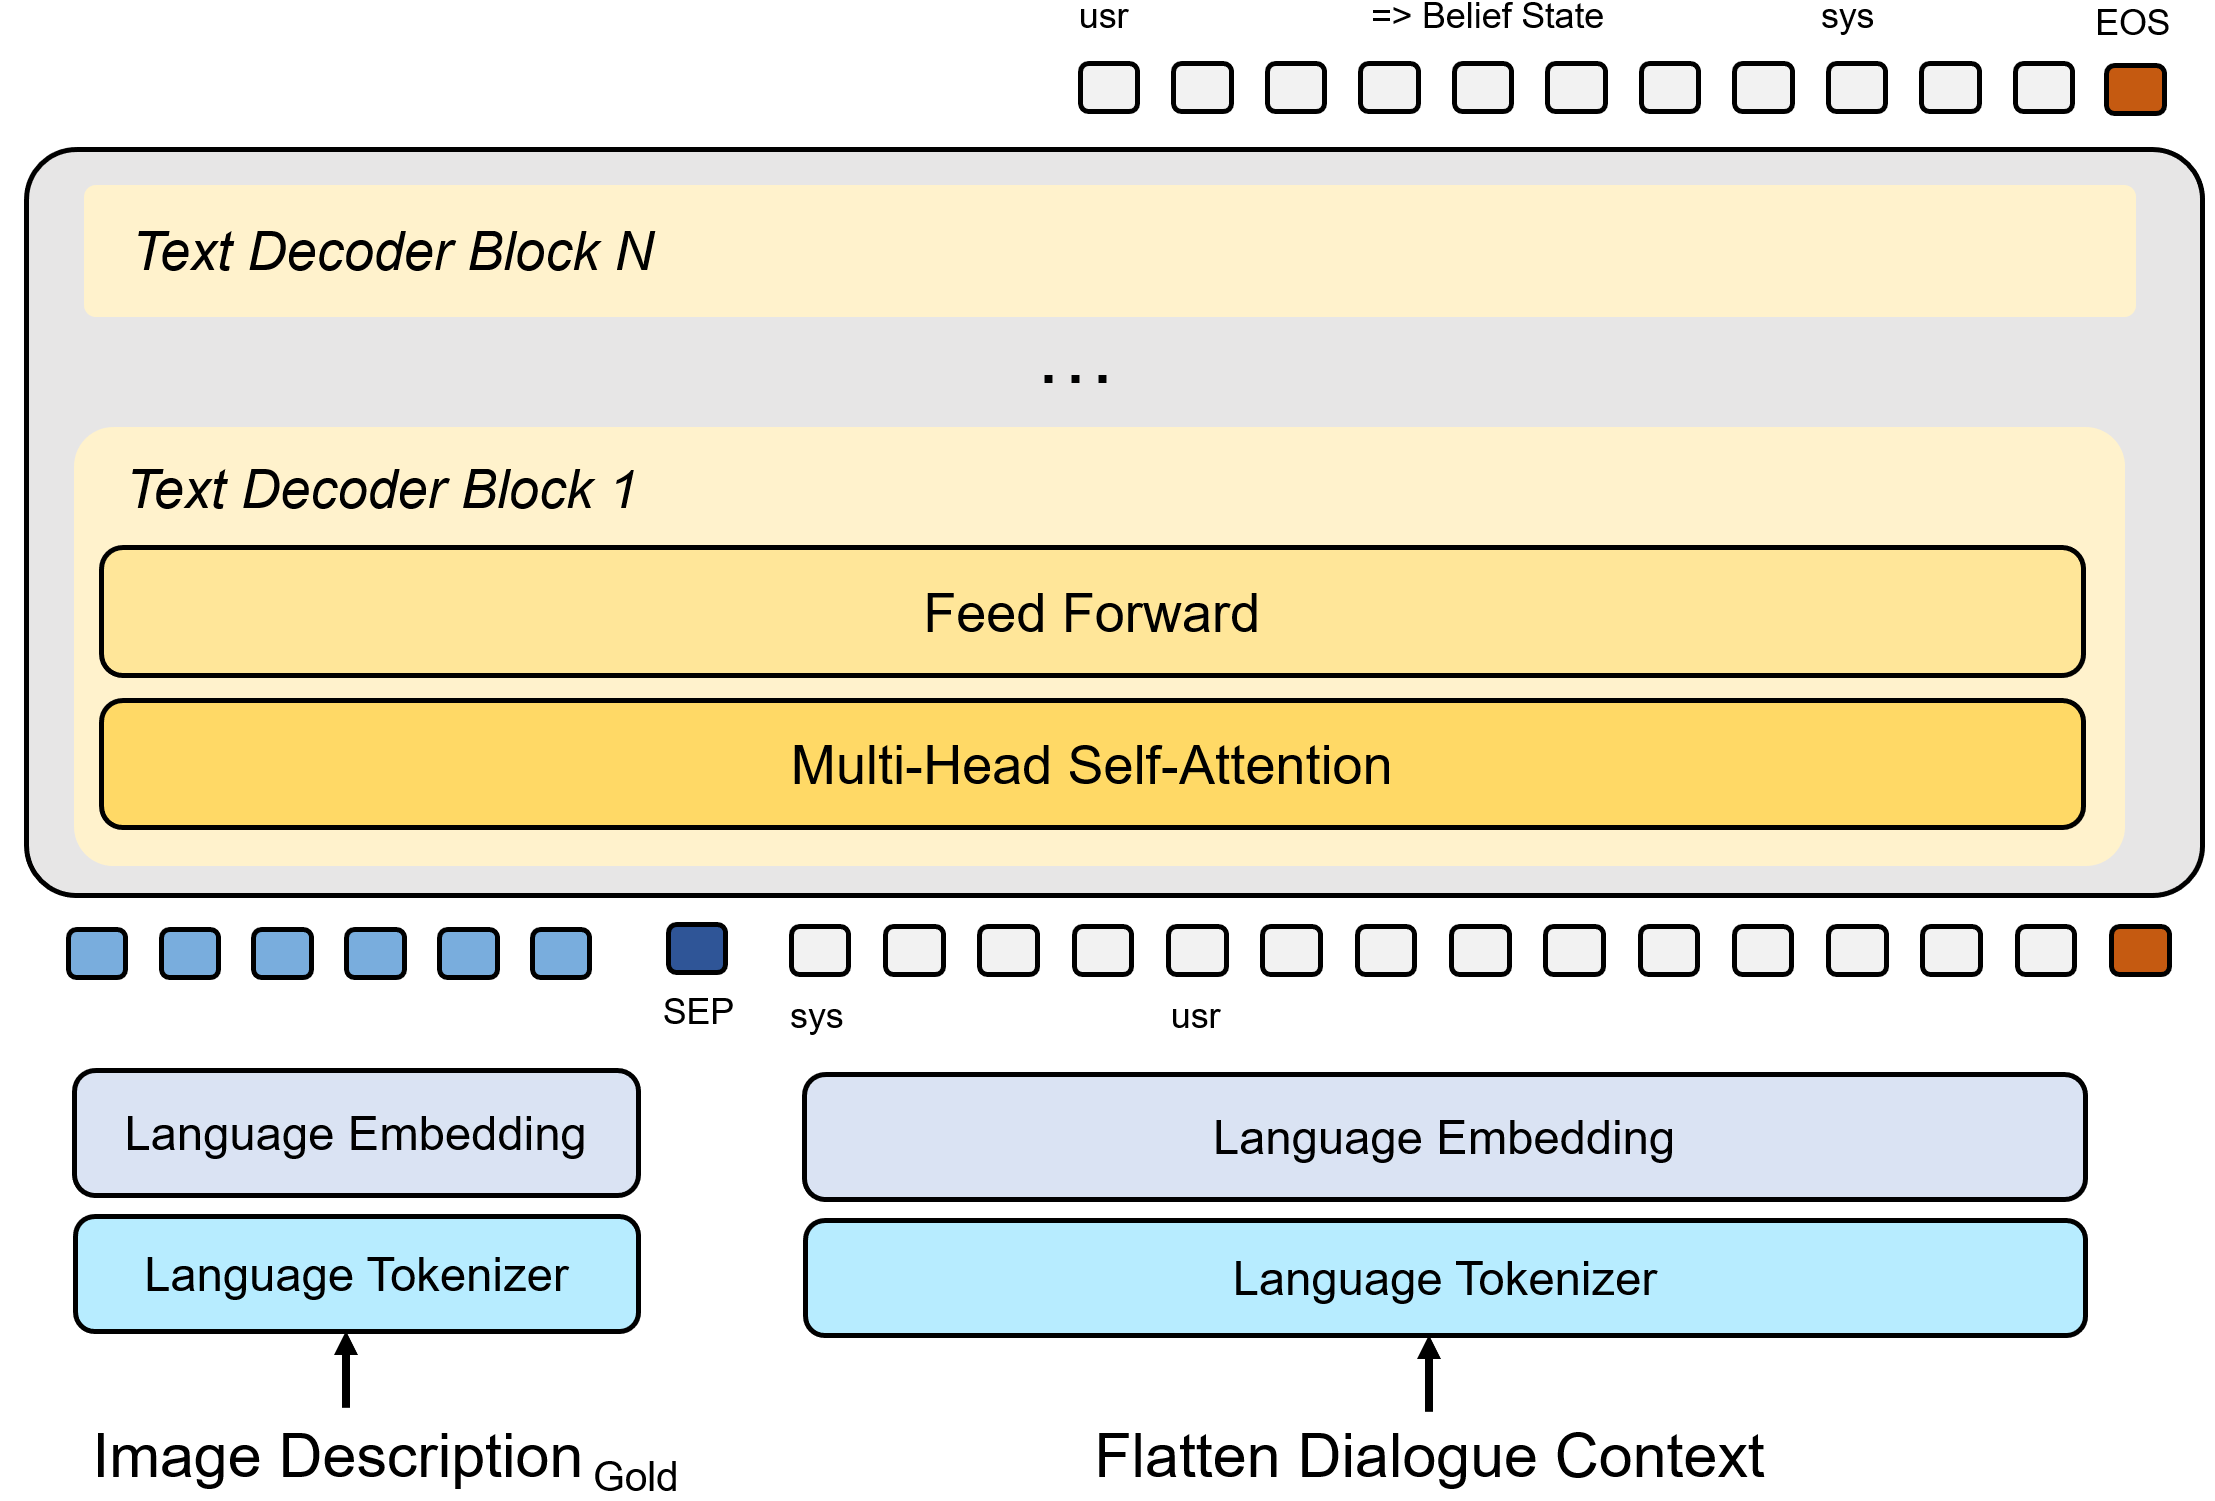 usr => Belief State sys EOS
Text Decoder Block N
...
Text Decoder Block 1
Feed Forward
Multi-Head Self-Attention
SEP sys usr
Language Embedding Language Embedding
Language Tokenizer Language Tokenizer
Image Description Gold Flatten Dialogue Context